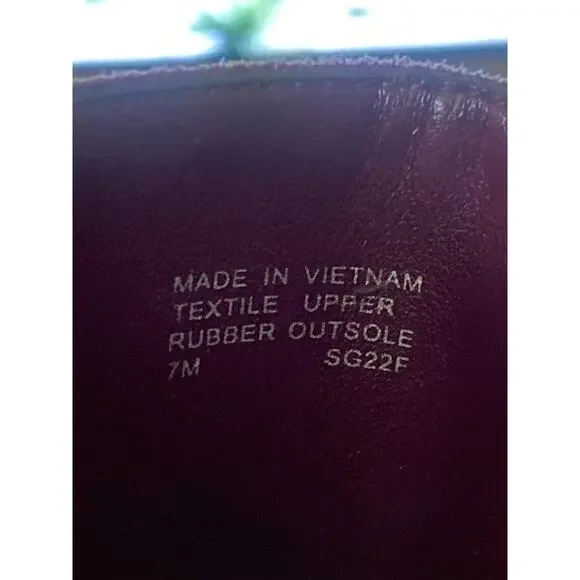 MADE IN VIETNAM
TEXTILE UPPER
RUBBER OUTSOLE
7M SG22F